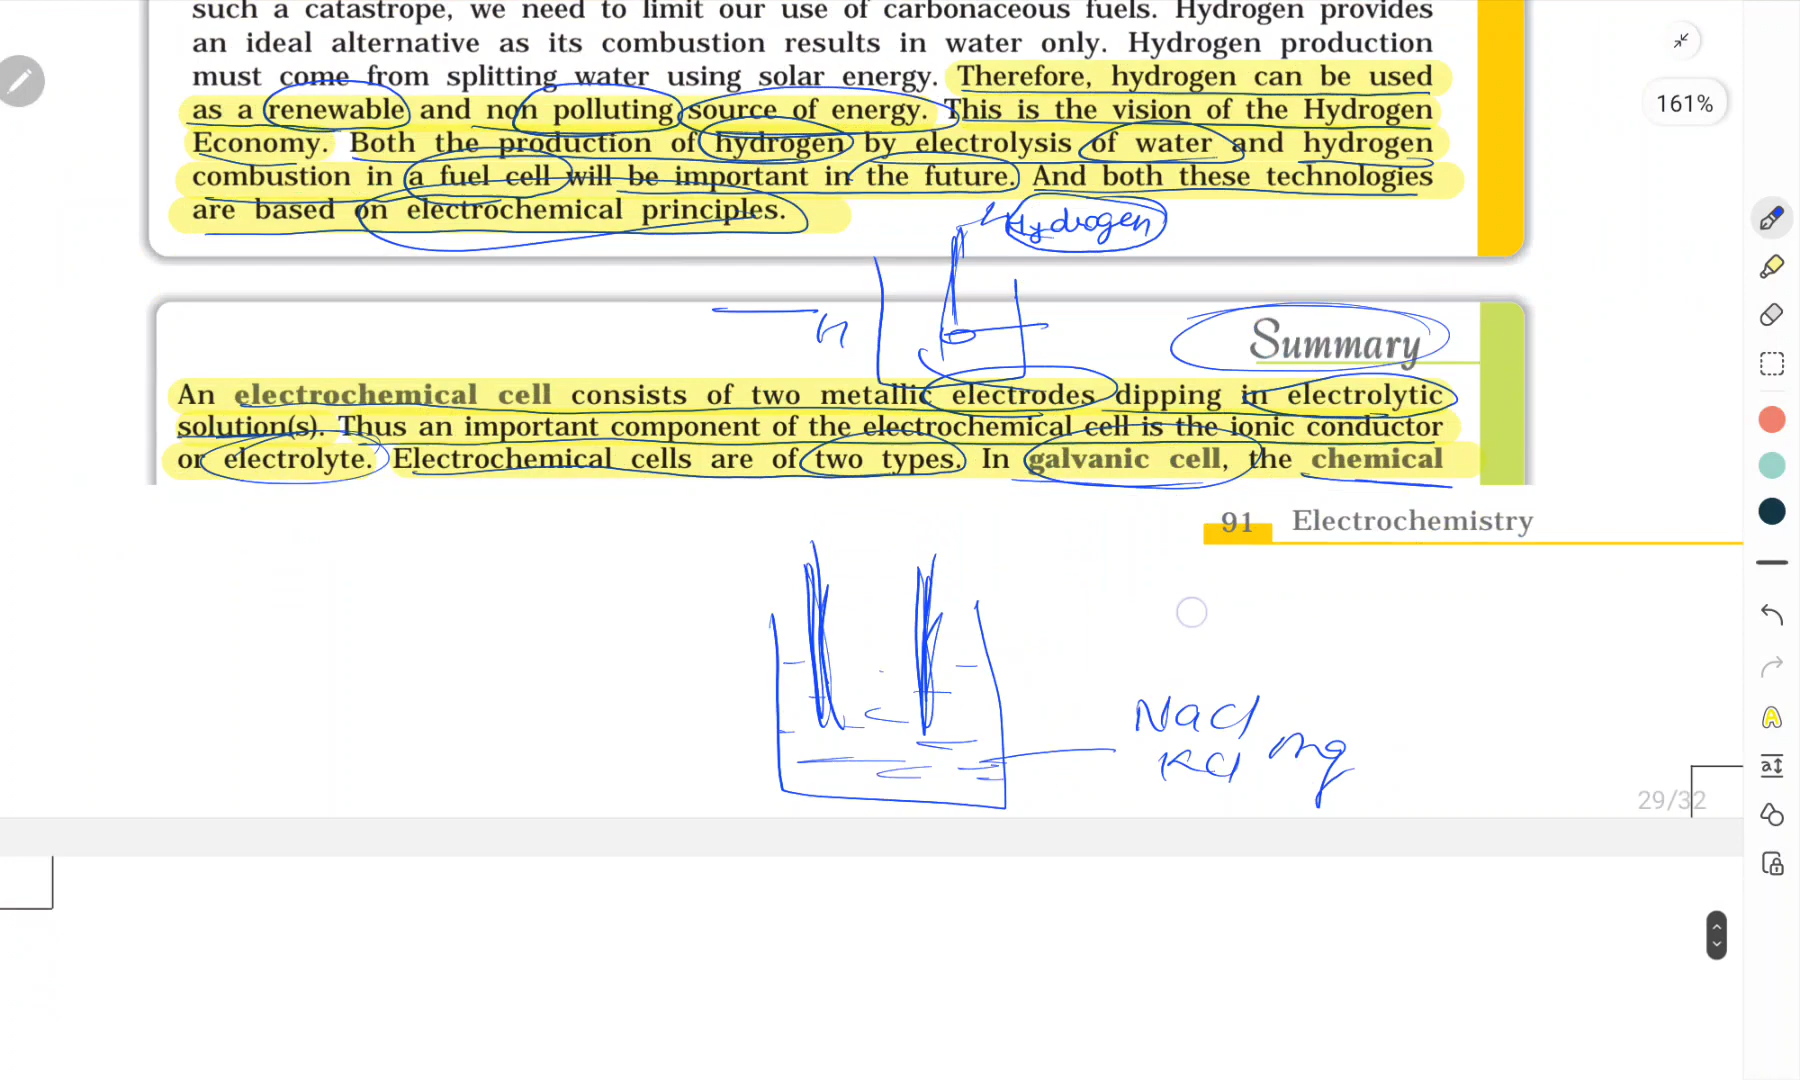 such a catastrope, we need to limit our use of carbonaceous fuels. Hydrogen provides
an ideal alternative as its combustion results in water only. Hydrogen production
must come from splitting water using solar energy. Therefore, hydrogen can be used
as a renewable and non polluting source of energy. This is the vision of the Hydrogen
Economy. Both the production of hydrogen by electrolysis of water and hydrogen
combustion in a fuel cell will be important in the future. And both these technologies
are based on electrochemical principles.
Hydrogen
Summary
An electrochemical cell consists of two metallic electrodes dipping in electrolytic
solution(s). Thus an important component of the electrochemical cell is the ionic conductor
or electrolyte. Electrochemical cells are of two types. In galvanic cell, the chemical
91 Electrochemistry
NaCl
KCl
29/32
161%